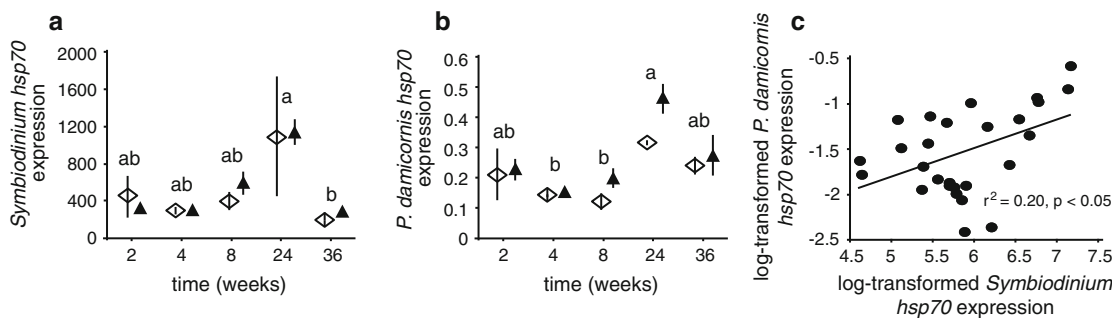 a
Symbiodinium hsp70
expression
2000
1600
1200
800
400
0
ab
ab
ab
a
b
2
4
8
24
36
time (weeks)
b
P. damicornis hsp70
expression
0.6
0.5
0.4
0.3
0.2
0.1
0
ab
b
b
a
ab
2
4
8
24
36
time (weeks)
c
log-transformed P. damicornis
hsp70 expression
-0.5
-1
-1.5
-2
-2.5
r² = 0.20, p < 0.05
4.5
5
5.5
6
6.5
7
7.5
log-transformed Symbiodinium
hsp70 expression